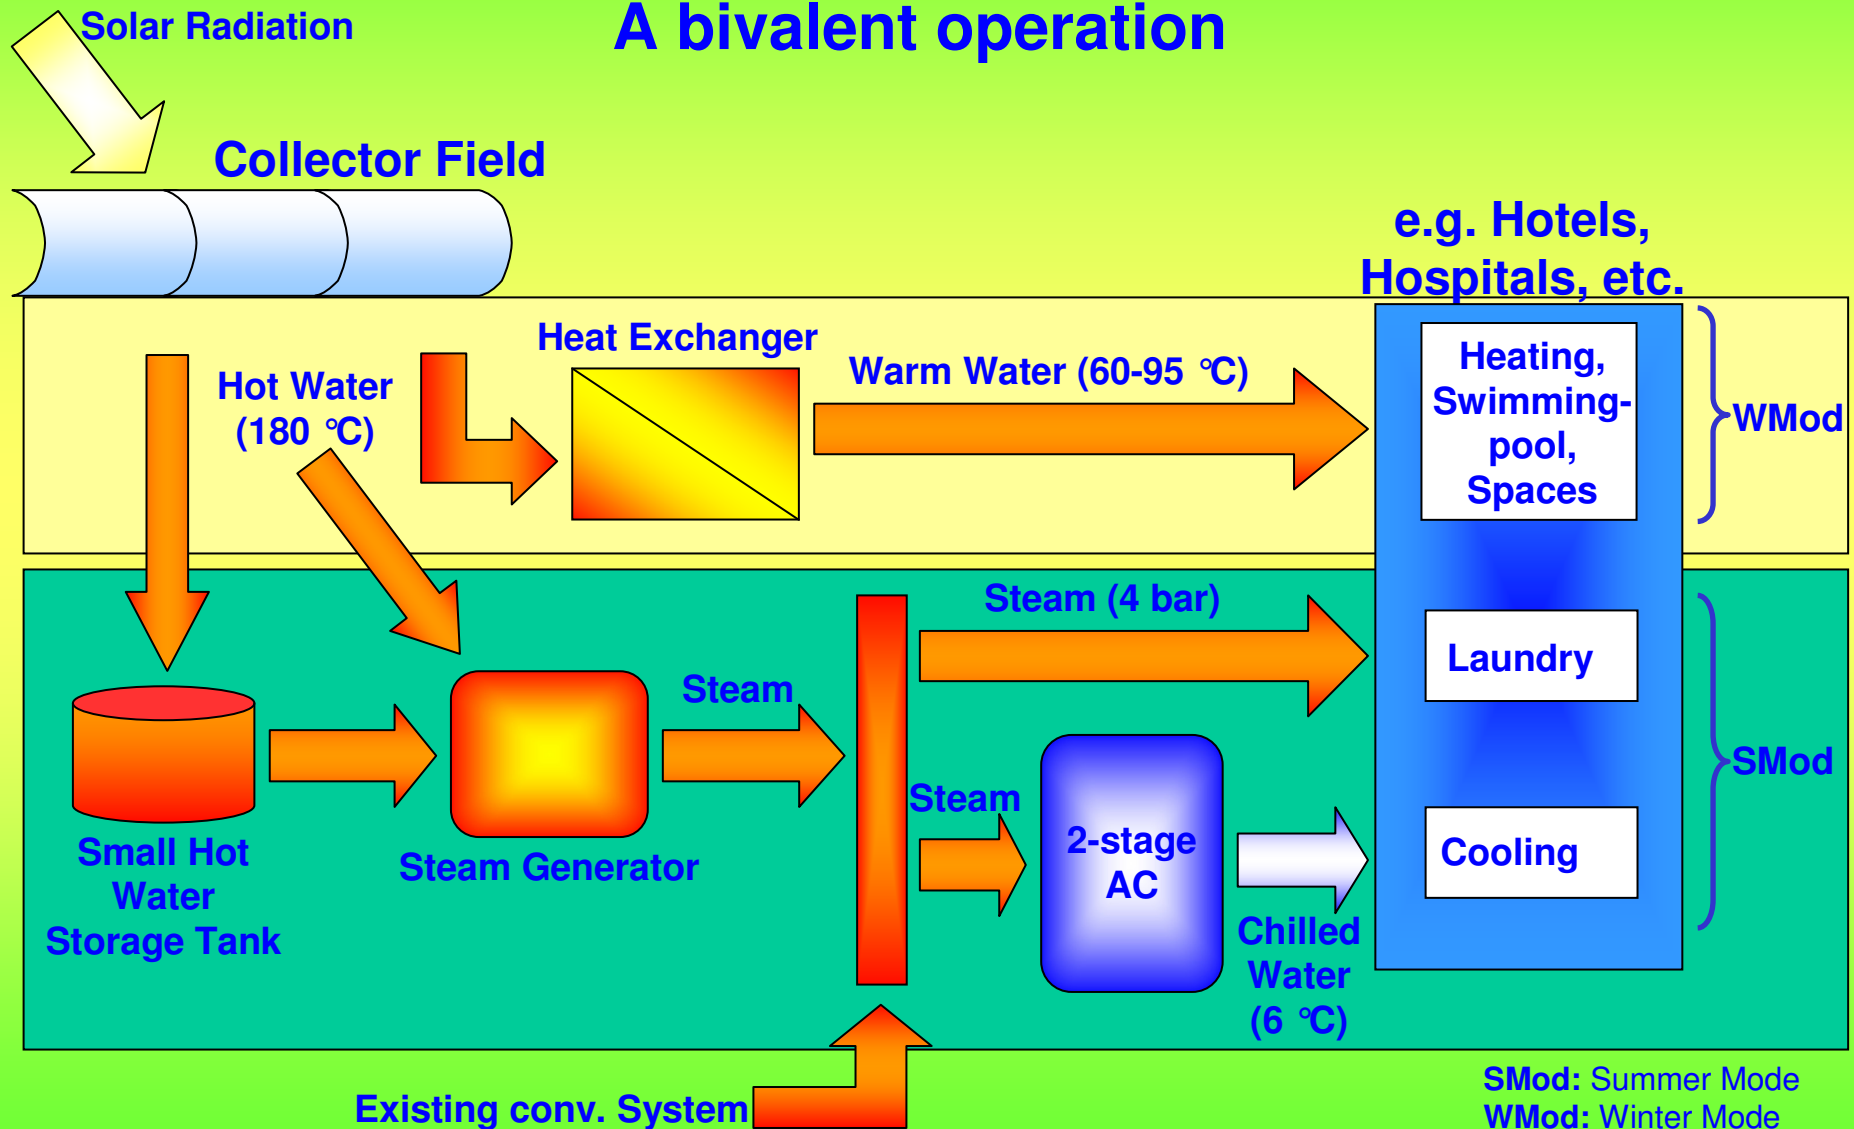 Solar Radiation
A bivalent operation
Collector Field
e.g. Hotels,
Hospitals, etc.
Heat Exchanger
Hot Water
(180 °C)
Warm Water (60-95 °C)
Heating,
Swimming-
pool,
Spaces
WMod
Steam (4 bar)
Laundry
Steam
SMod
Steam
2-stage
AC
Cooling
Small Hot
Water
Storage Tank
Steam Generator
Chilled
Water
(6 °C)
Existing conv. System
SMod: Summer Mode
WMod: Winter Mode